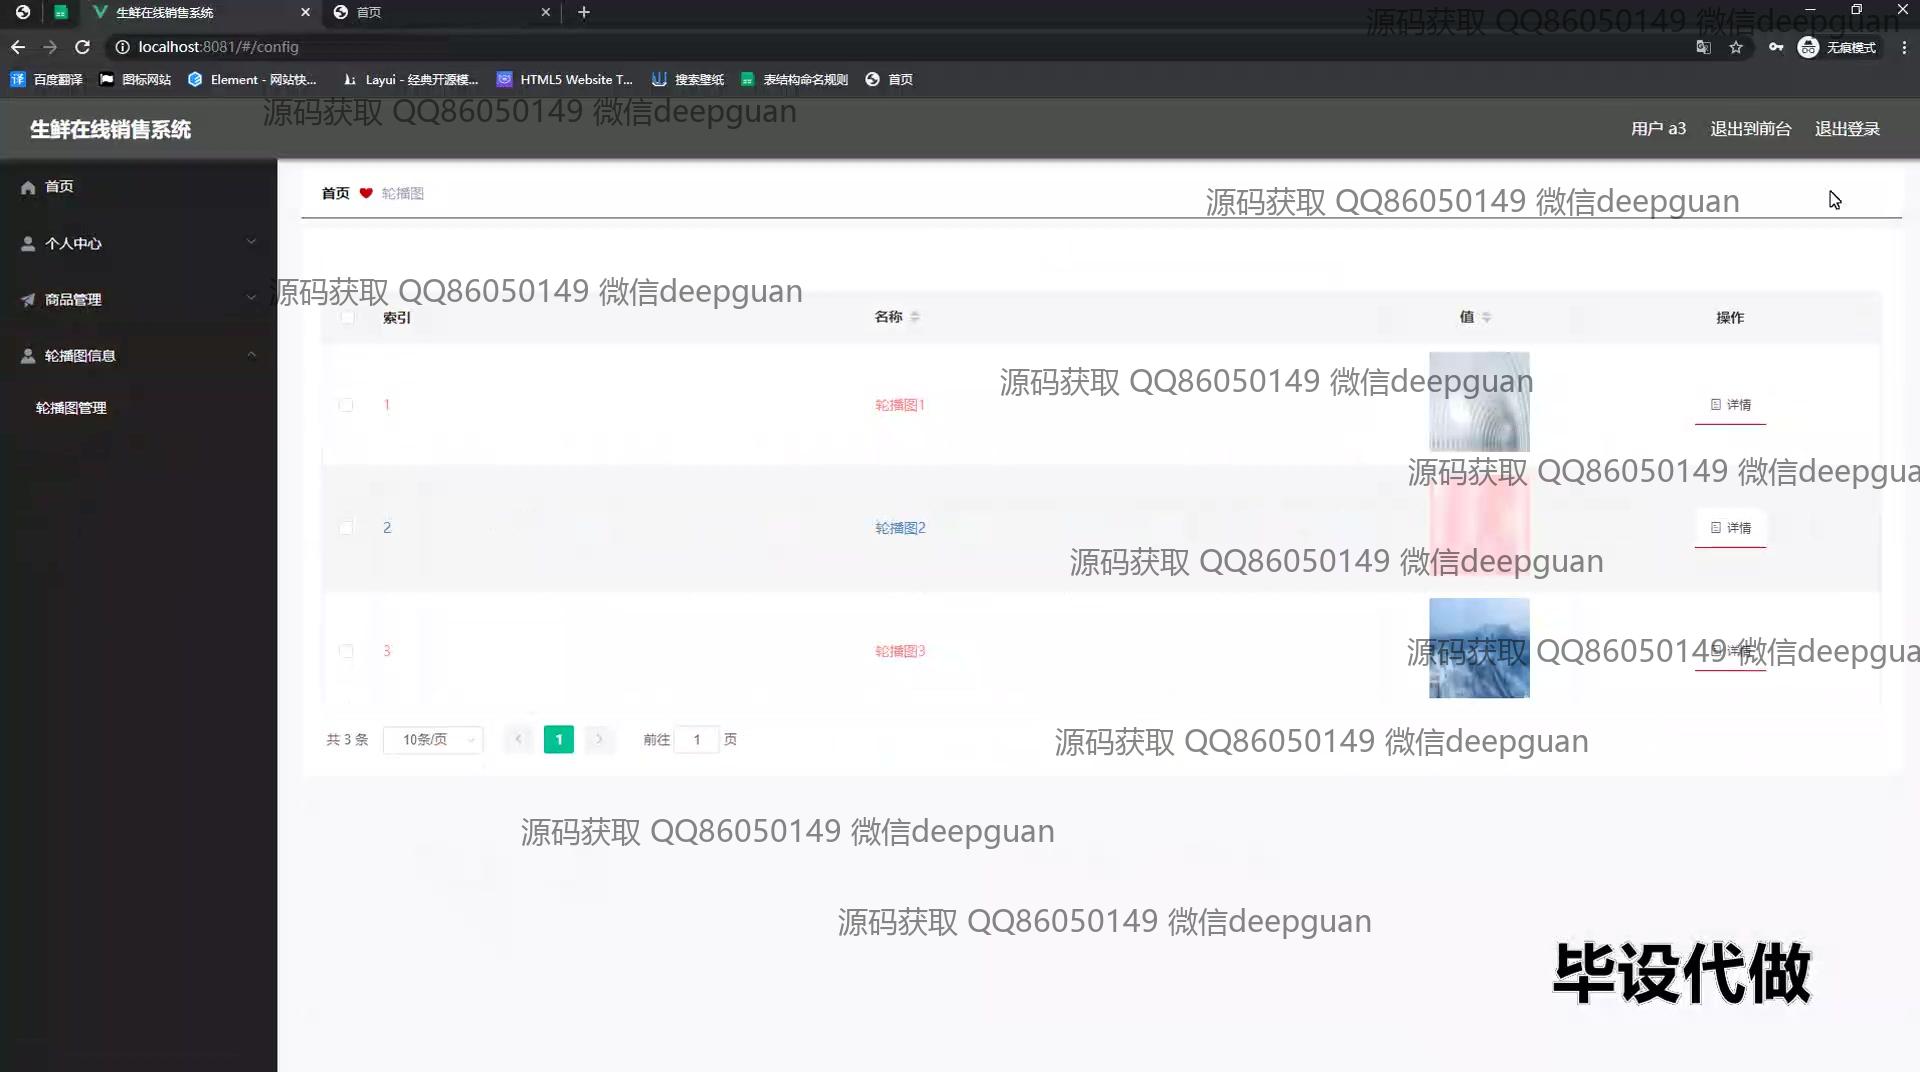 生鲜在线销售系统
首页
源码获取 QQ86050149 微信deepguan
localhost:8081/#/config
无痕模式
百度翻译
图标网站
Element - 网站快...
Layui - 经典开源模...
HTML5 Website T...
搜索壁纸
表结构命名规则
首页
源码获取 QQ86050149 微信deepguan
生鲜在线销售系统
用户 a3
退出到前台
退出登录
首页
个人中心
商品管理
轮播图信息
轮播图管理
首页 轮播图
源码获取 QQ86050149 微信deepguan
源码获取 QQ86050149 微信deepguan
索引 名称 值 操作
源码获取 QQ86050149 微信deepguan
1 轮播图1 详情
源码获取 QQ86050149 微信deepgua
2 轮播图2 详情
源码获取 QQ86050149 微信deepguan
3 轮播图3 详情
源码获取 QQ86050149 微信deepgua
共 3 条 10条/页 1 前往 1 页
源码获取 QQ86050149 微信deepguan
源码获取 QQ86050149 微信deepguan
源码获取 QQ86050149 微信deepguan
毕设代做